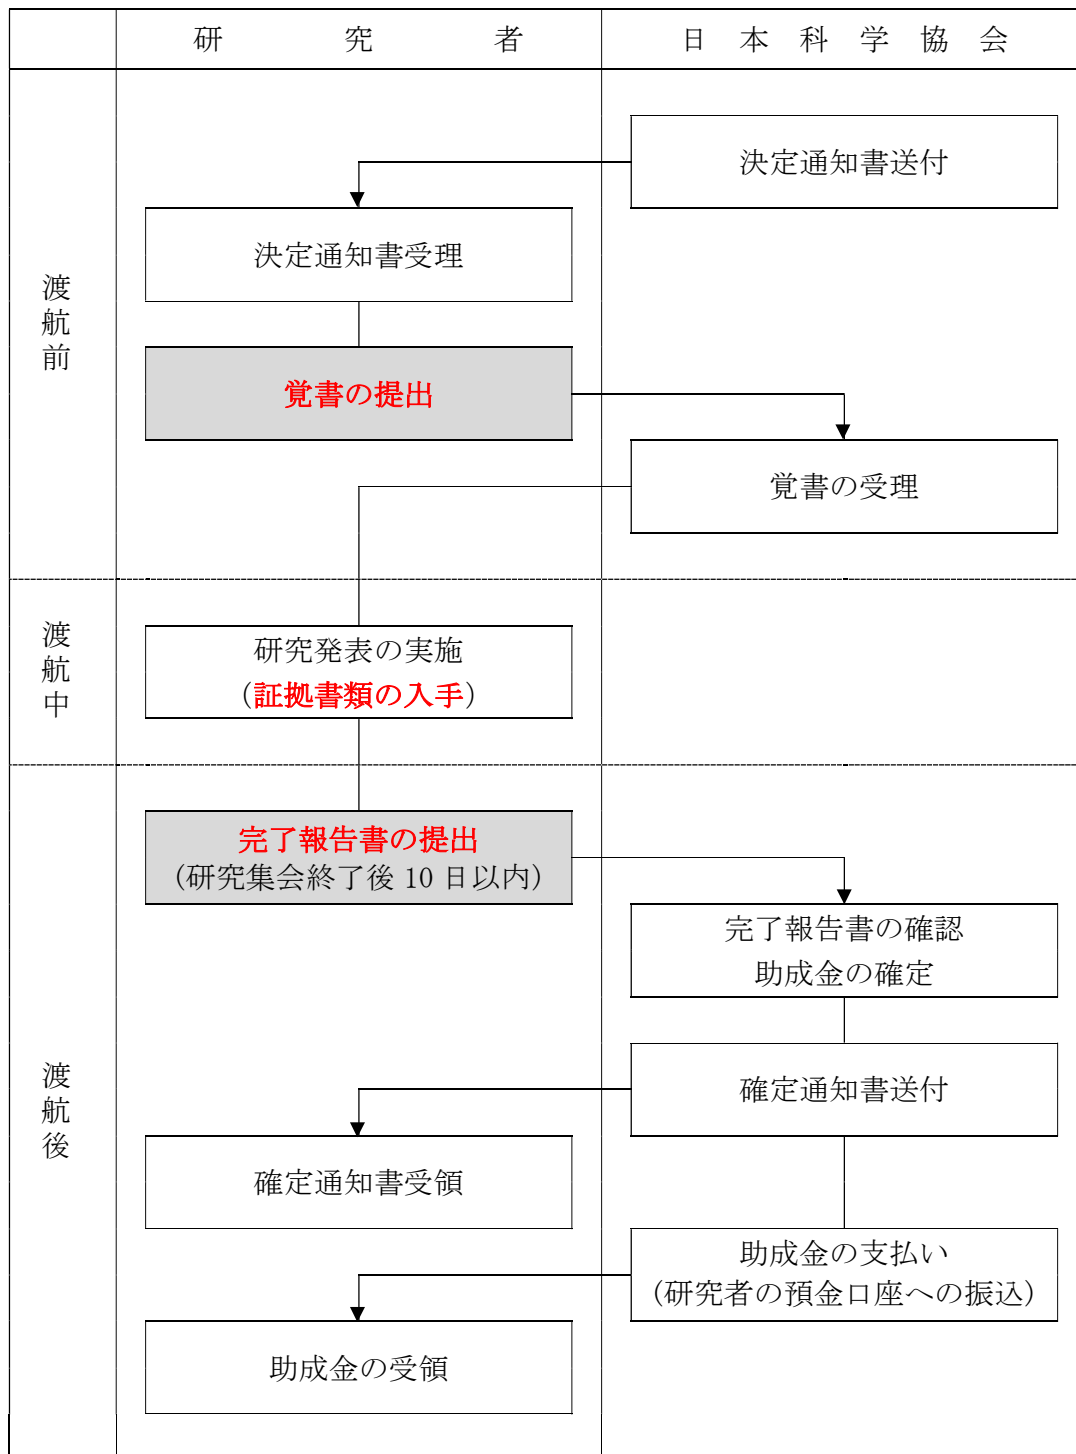 研究者
日本科学協会
渡航前
決定通知書送付
決定通知書受理
覚書の提出
覚書の受理
渡航中
研究発表の実施
（証拠書類の入手）
渡航後
完了報告書の提出
（研究集会終了後 10 日以内）
完了報告書の確認
助成金の確定
確定通知書送付
確定通知書受領
助成金の支払い
（研究者の預金口座への振込）
助成金の受領